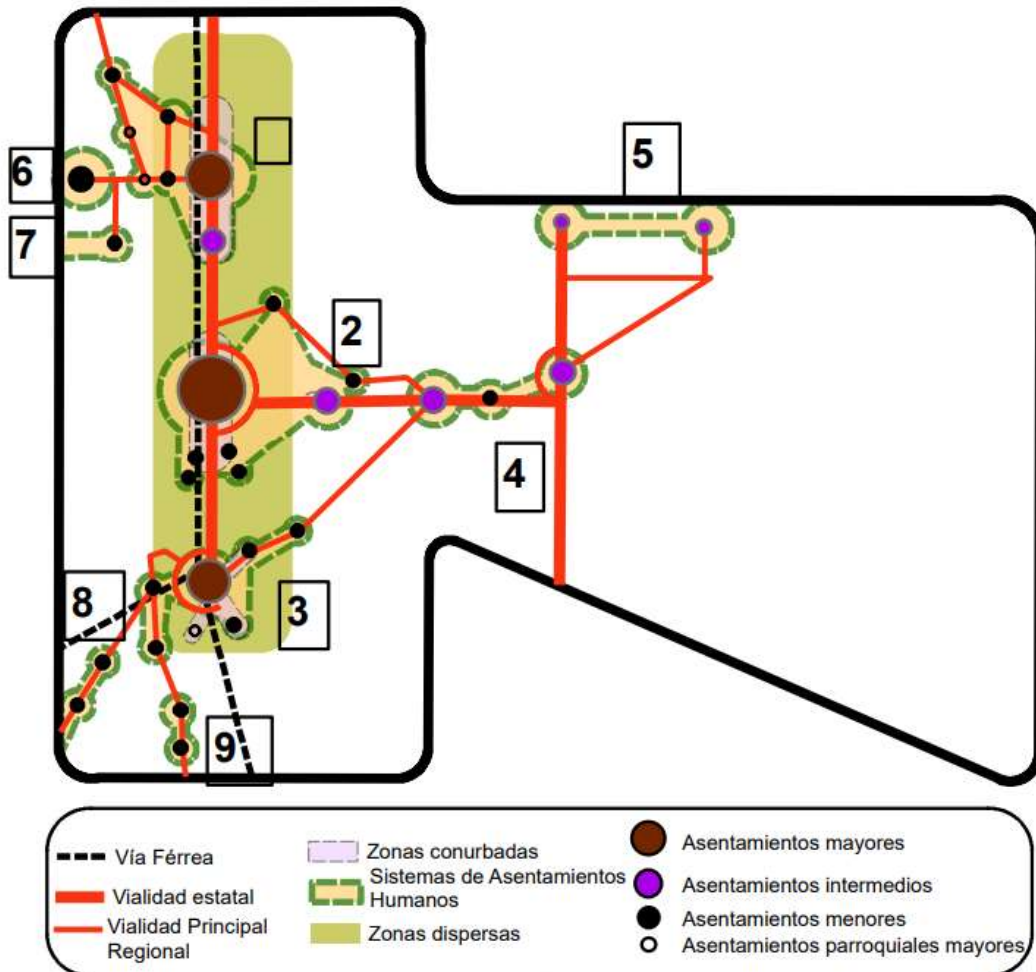 5
6
7
2
4
8
3
9
Vía Férrea
Vialidad estatal
Vialidad Principal
Regional
Zonas conurbadas
Sistemas de Asentamientos
Humanos
Zonas dispersas
Asentamientos mayores
Asentamientos intermedios
Asentamientos menores
Asentamientos parroquiales mayores